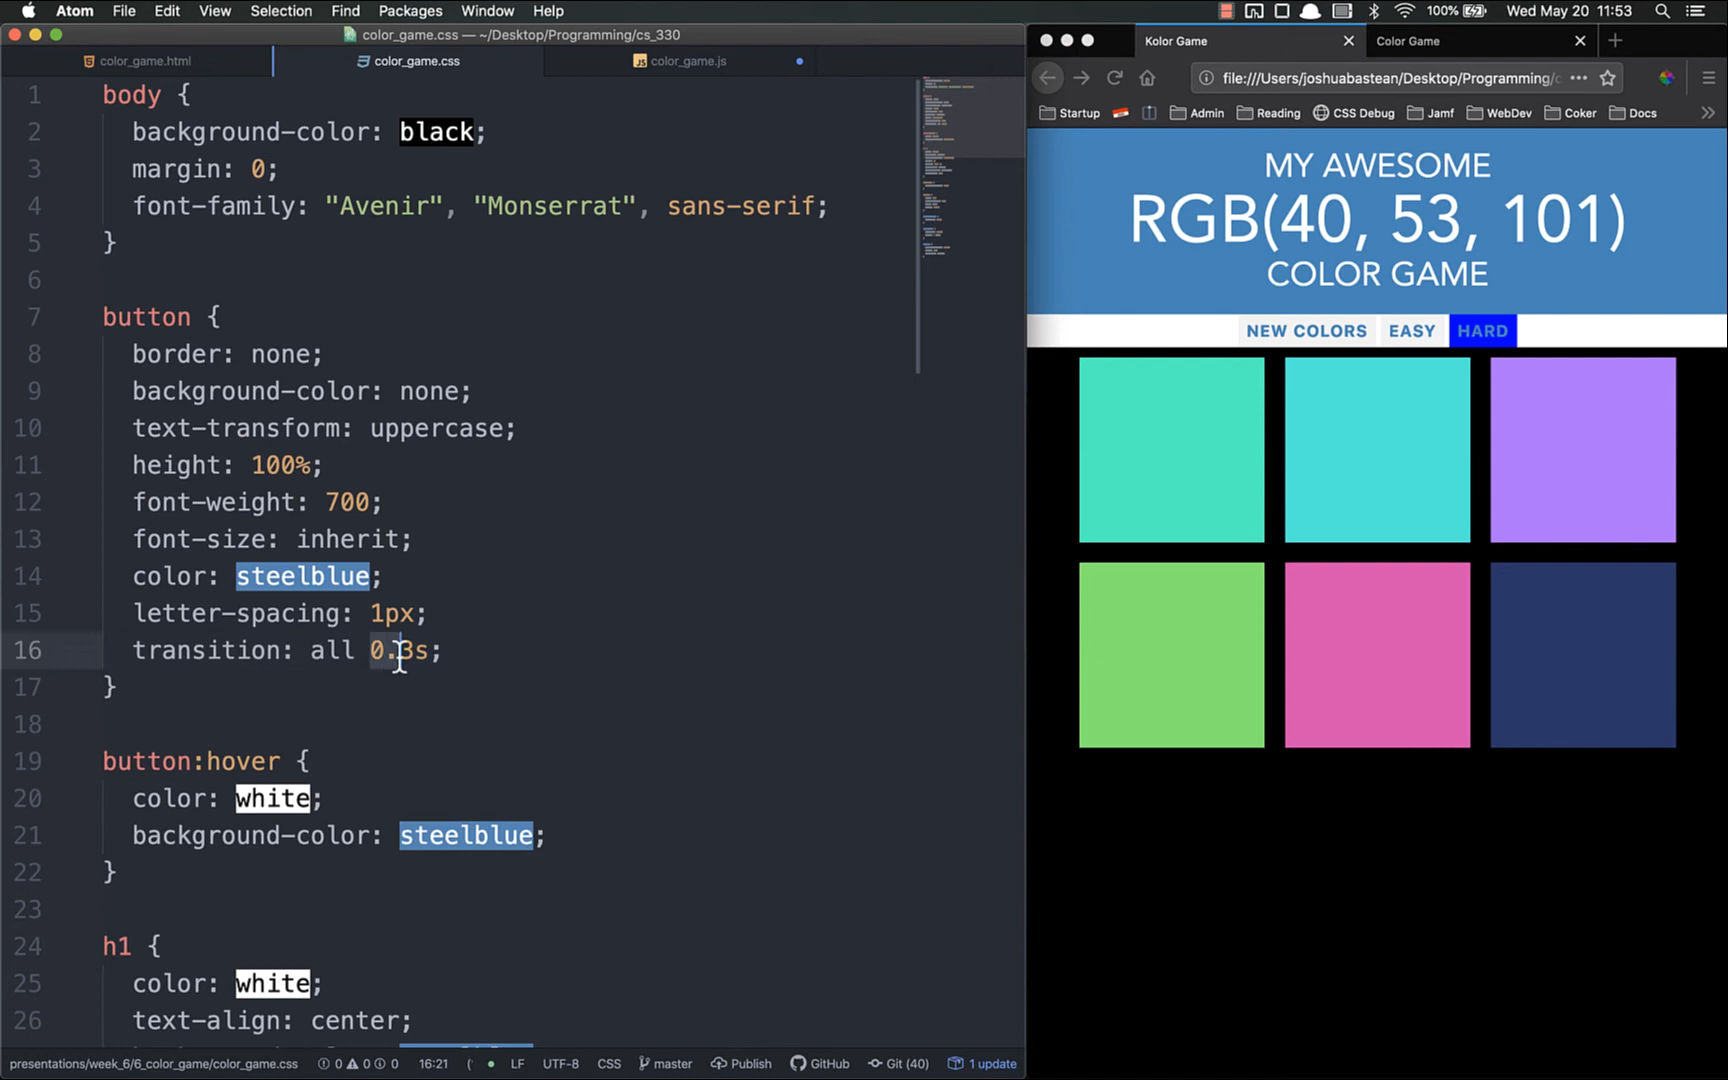 Atom File Edit View Selection Find Packages Window Help 100% Wed May 20 11:53
color_game.css — ~/Desktop/Programming/cs_330
color_game.html color_game.css JS color_game.js
1 body {
2 background-color: black;
3 margin: 0;
4 font-family: "Avenir", "Monserrat", sans-serif;
5 }
6
7 button {
8 border: none;
9 background-color: none;
10 text-transform: uppercase;
11 height: 100%;
12 font-weight: 700;
13 font-size: inherit;
14 color: steelblue;
15 letter-spacing: 1px;
16 transition: all 0.3s;
17 }
18
19 button:hover {
20 color: white;
21 background-color: steelblue;
22 }
23
24 h1 {
25 color: white;
26 text-align: center;
presentations/week_6/6_color_game/color_game.css 0 0 0 16:21 ( LF UTF-8 CSS master Publish GitHub Git (40) 1 update
Kolor Game Color Game
file:///Users/joshuabastean/Desktop/Programming/c
Startup Admin Reading CSS Debug Jamf WebDev Coker Docs
MY AWESOME
RGB(40, 53, 101)
COLOR GAME
NEW COLORS EASY HARD